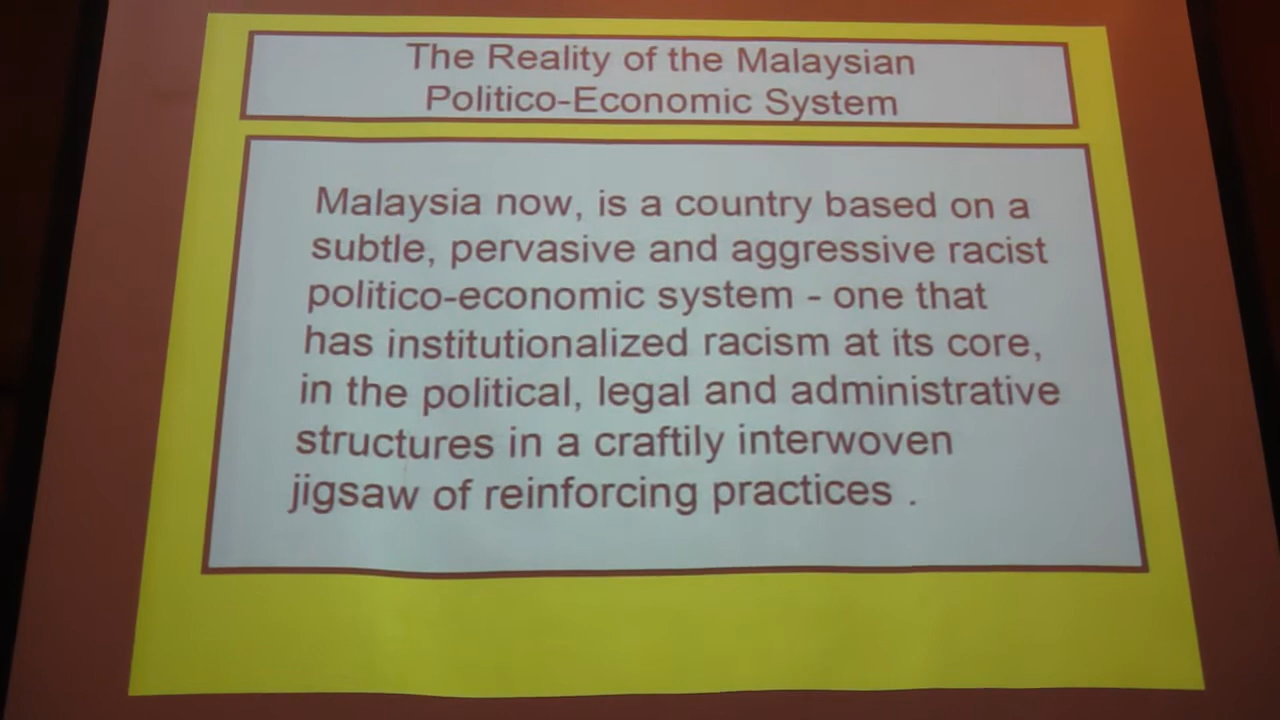 The Reality of the Malaysian
Politico-Economic System
Malaysia now, is a country based on a
subtle, pervasive and aggressive racist
politico-economic system - one that
has institutionalized racism at its core,
in the political, legal and administrative
structures in a craftily interwoven
jigsaw of reinforcing practices .